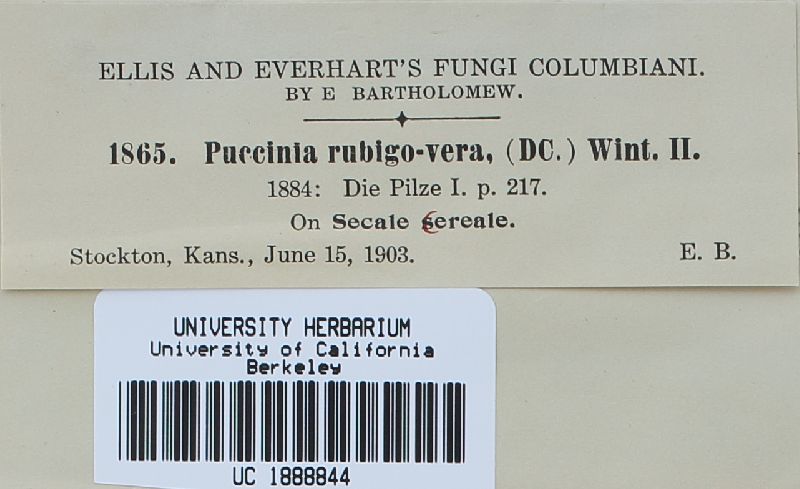 ELLIS AND EVERHART'S FUNGI COLUMBIANI.
BY E BARTHOLOMEW.
1865. Puccinia rubigo-vera, (DC.) Wint. II.
1884: Die Pilze I. p. 217.
On Secale cereale.
Stockton, Kans., June 15, 1903. E. B.
UNIVERSITY HERBARIUM
University of California
Berkeley
UC 1888844